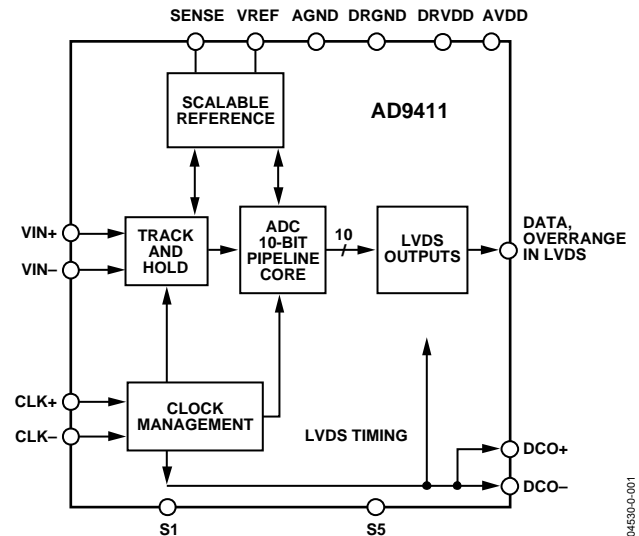 SENSE VREF AGND DRGND DRVDD AVDD
SCALABLE
REFERENCE
AD9411
VIN+
VIN–
TRACK
AND
HOLD
ADC
10-BIT
PIPELINE
CORE
10
LVDS
OUTPUTS
DATA,
OVERRANGE
IN LVDS
CLK+
CLK–
CLOCK
MANAGEMENT
LVDS TIMING
DCO+
DCO–
S1
S5
04530-0-001